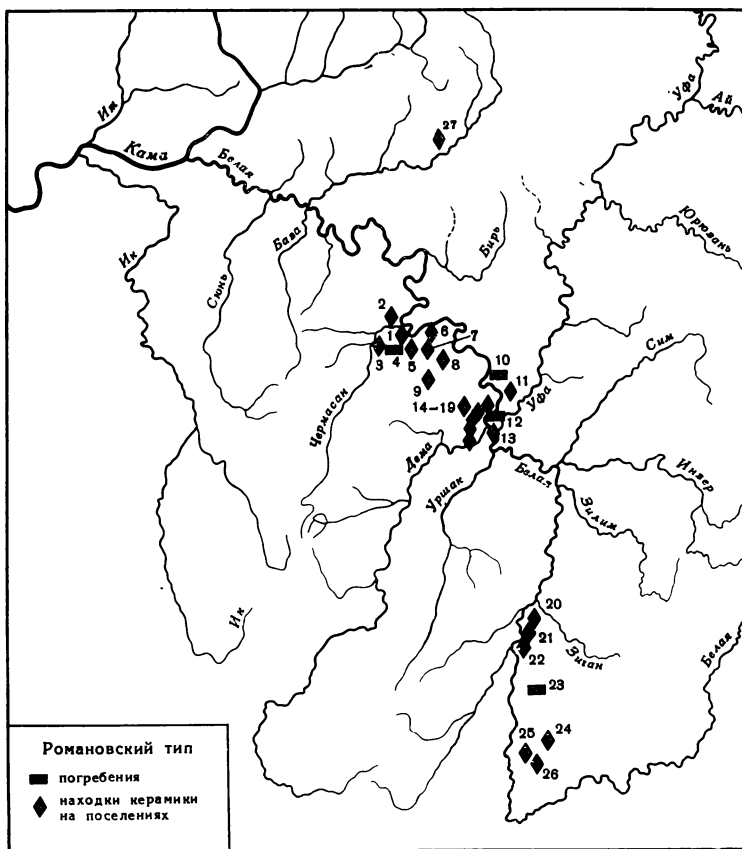 Уфа
Ай
Иж
Кама
Белая
27
Юрюзань
Ик
Сюнь
База
Бирь
2
1
6
7
3
4
5
8
10
Сим
9
11
14—19
Уфа
12
Чермасан
13
Дема
Уршак
Белая
Инзер
Зилим
20
Ик
21
22
Зиган
Белая
23
25
24
26
Романовский тип
погребения
находки керамики
на поселениях